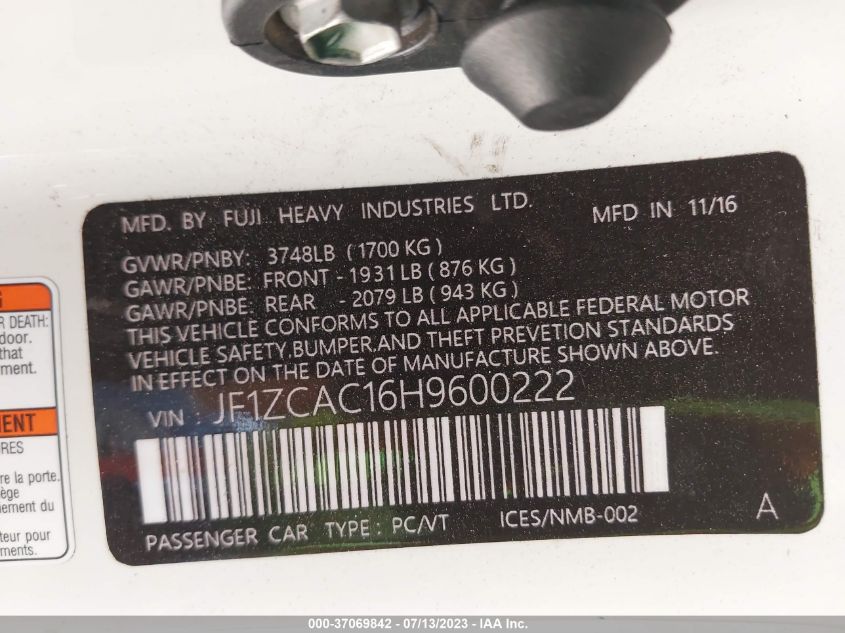 MFD. BY FUJI HEAVY INDUSTRIES LTD. MFD IN 11/16
GVWR/PNBV: 3748LB (1700 KG)
GAWR/PNBE: FRONT - 1931 LB (876 KG)
GAWR/PNBE: REAR - 2079 LB (943 KG)
THIS VEHICLE CONFORMS TO ALL APPLICABLE FEDERAL MOTOR
VEHICLE SAFETY,BUMPER,AND THEFT PREVETION STANDARDS
IN EFFECT ON THE DATE OF MANUFACTURE SHOWN ABOVE.
VIN JF1ZCAC16H9600222
PASSENGER CAR TYPE : PC/VT ICES/NMB-002 A
DEATH:
door.
that
ement.
MENT
RES
re la porte.
iège
nement du
teur pour
ments.
000-37069842 - 07/13/2023 - IAA Inc.